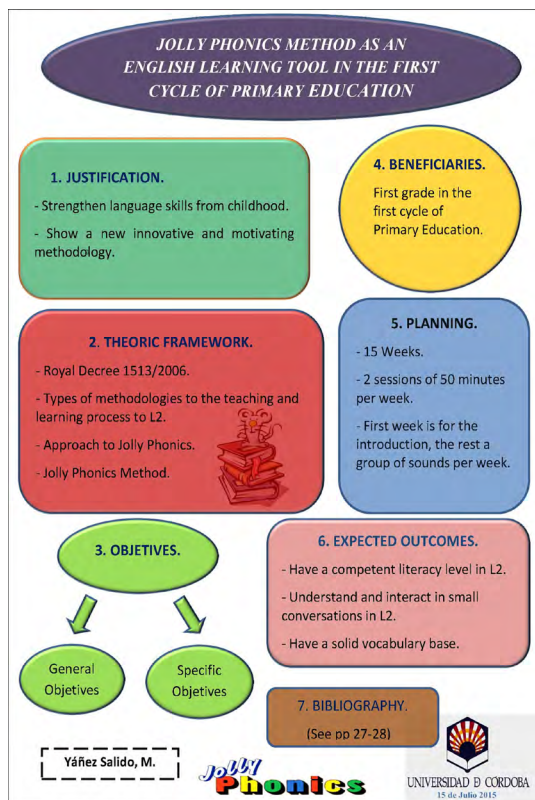 JOLLY PHONICS METHOD AS AN
ENGLISH LEARNING TOOL IN THE FIRST
CYCLE OF PRIMARY EDUCATION
1. JUSTIFICATION.
- Strengthen language skills from childhood.
- Show a new innovative and motivating
methodology.
4. BENEFICIARIES.
First grade in the
first cycle of
Primary Education.
2. THEORIC FRAMEWORK.
- Royal Decree 1513/2006.
- Types of methodologies to the teaching and
learning process to L2.
- Approach to Jolly Phonics.
- Jolly Phonics Method.
5. PLANNING.
- 15 Weeks.
- 2 sessions of 50 minutes
per week.
- First week is for the
introduction, the rest a
group of sounds per week.
3. OBJETIVES.
General
Objetives
Specific
Objetives
6. EXPECTED OUTCOMES.
- Have a competent literacy level in L2.
- Understand and interact in small
conversations in L2.
- Have a solid vocabulary base.
7. BIBLIOGRAPHY.
(See pp 27-28)
Yáñez Salido, M.
Jolly
Phonics
UNIVERSIDAD D CORDOBA
15 de Julio 2015